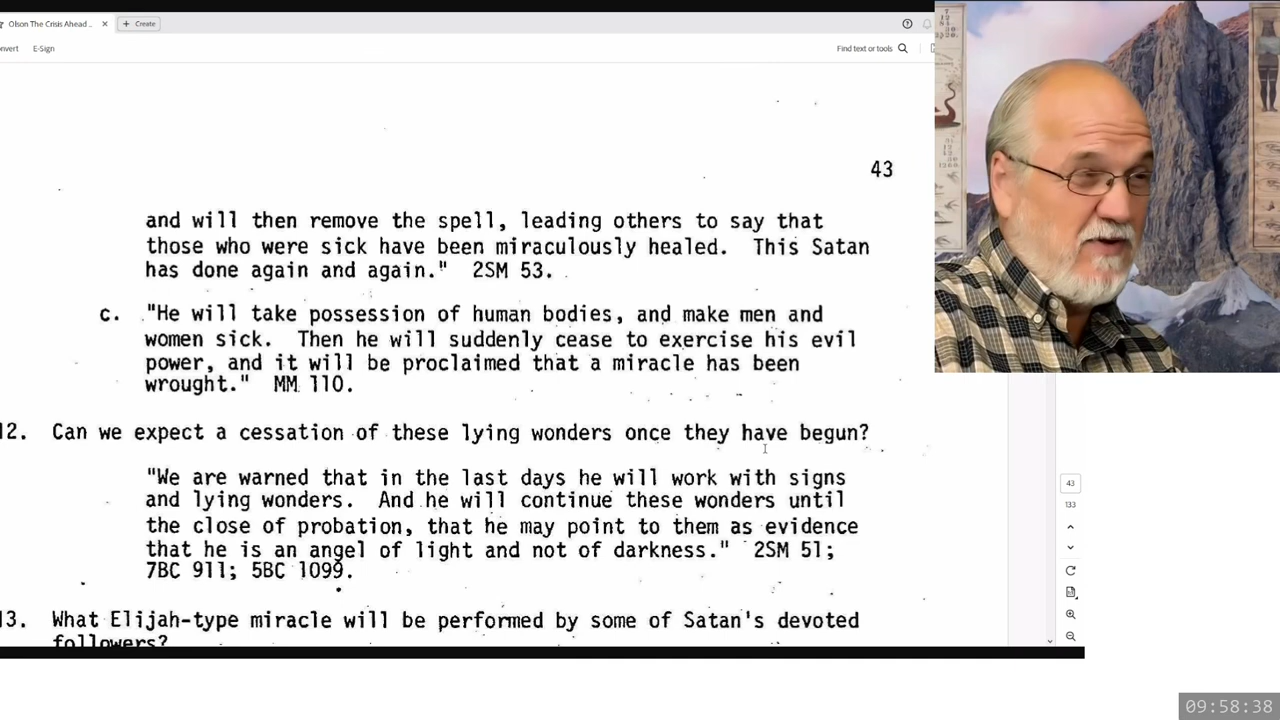 Olson The Crisis Ahead ..
Create
nvert
E-Sign
Find text or tools
43
and will then remove the spell, leading others to say that
those who were sick have been miraculously healed. This Satan
has done again and again." 2SM 53.
c. "He will take possession of human bodies, and make men and
women sick. Then he will suddenly cease to exercise his evil
power, and it will be proclaimed that a miracle has been
wrought." MM 110.
12. Can we expect a cessation of these lying wonders once they have begun?
"We are warned that in the last days he will work with signs
and lying wonders. And he will continue these wonders until
the close of probation, that he may point to them as evidence
that he is an angel of light and not of darkness." 2SM 51;
7BC 911; 5BC 1099.
13. What Elijah-type miracle will be performed by some of Satan's devoted
followers?
43
133
09:58:38